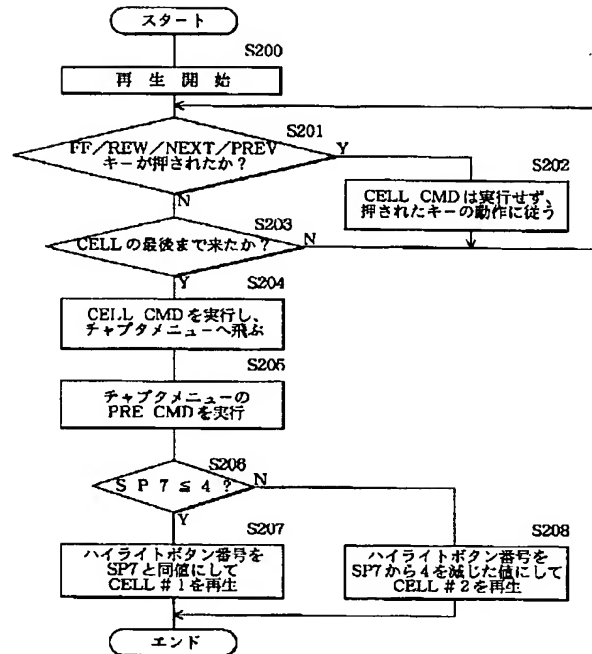 スタート
S200
再生開始
S201
FF／REW／NEXT／PREV
キーが押されたか？
Y
N
S202
CELL CMDは実行せず、
押されたキーの動作に従う
S203
CELLの最後まで来たか？
N
Y
S204
CELL CMDを実行し、
チャプタメニューへ飛ぶ
S205
チャプタメニューの
PRE CMDを実行
S206
SP7≦4？
N
Y
S207
ハイライトボタン番号を
SP7と同値にして
CELL＃1を再生
S208
ハイライトボタン番号を
SP7から4を減じた値にして
CELL＃2を再生
エンド